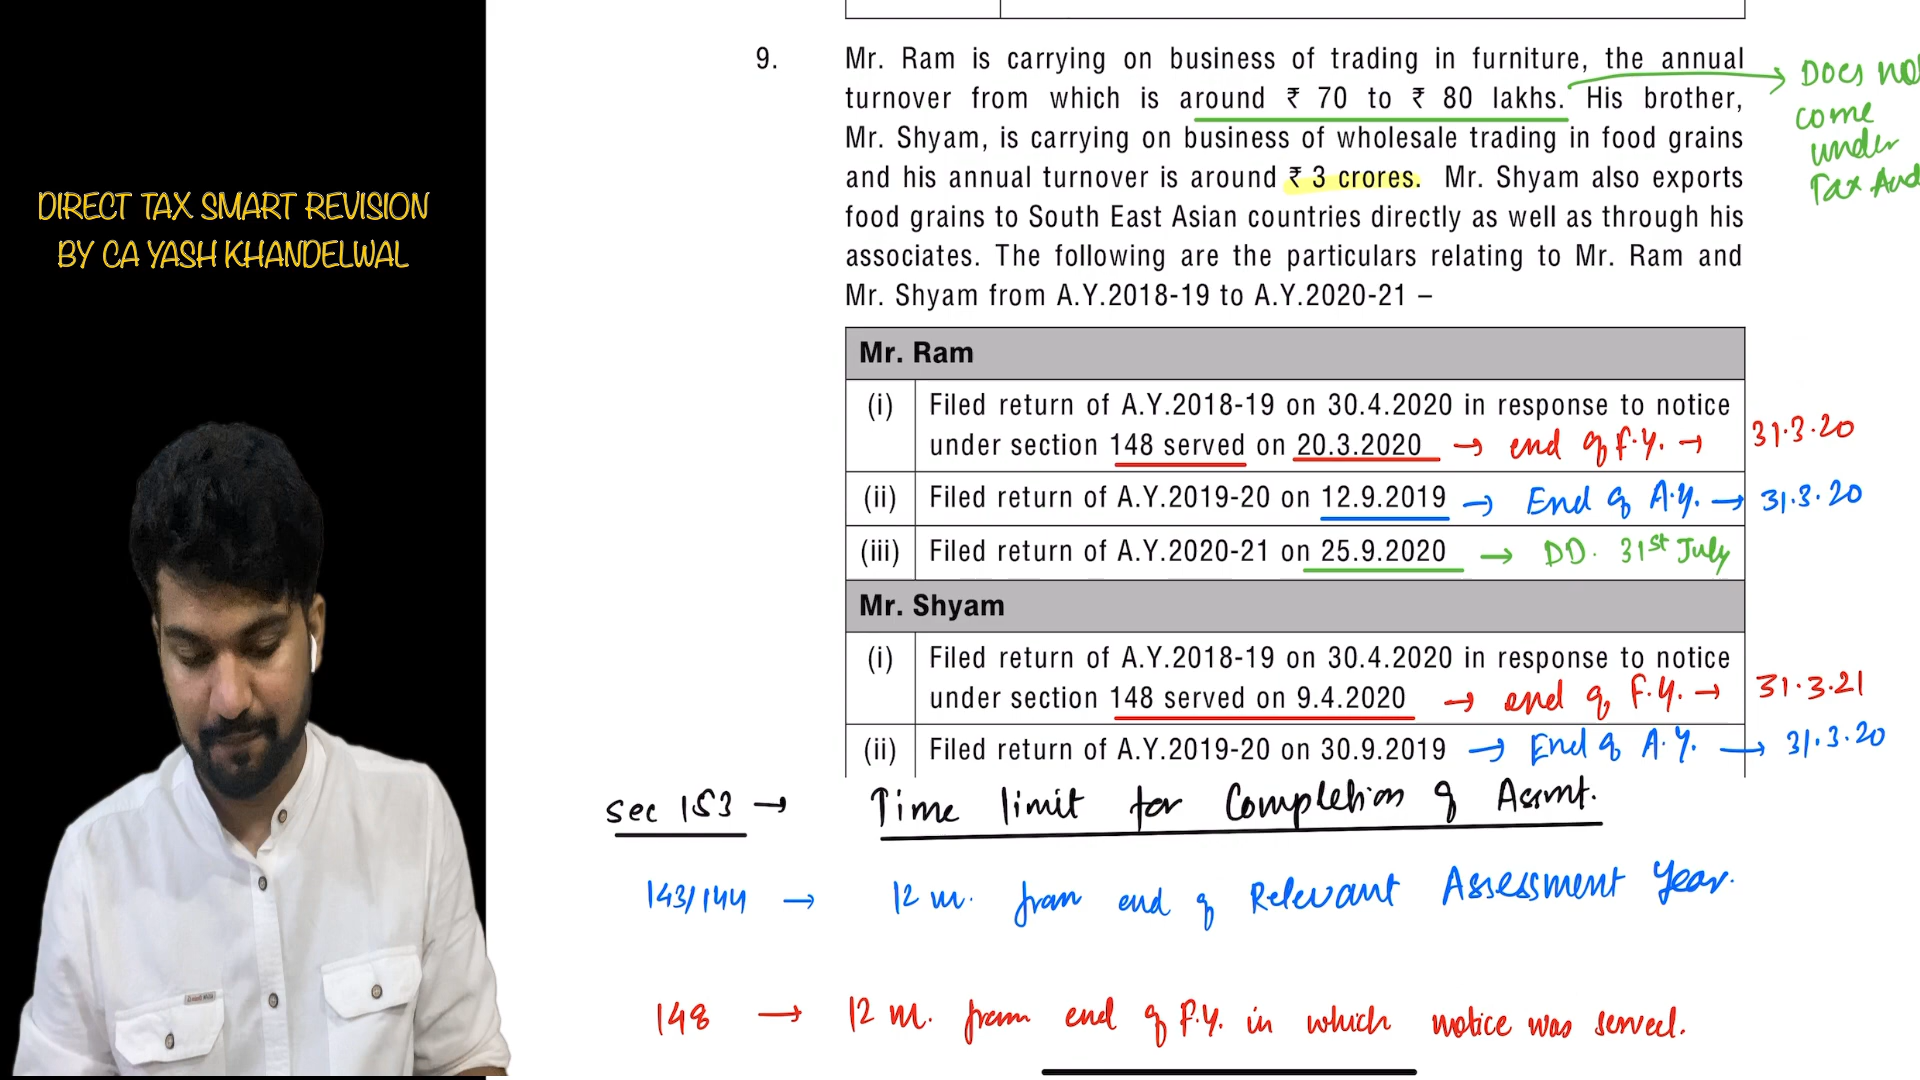 DIRECT TAX SMART REVISION
BY CA YASH KHANDELWAL
9. Mr. Ram is carrying on business of trading in furniture, the annual
turnover from which is around ₹ 70 to ₹ 80 lakhs. His brother,
Mr. Shyam, is carrying on business of wholesale trading in food grains
and his annual turnover is around ₹ 3 crores. Mr. Shyam also exports
food grains to South East Asian countries directly as well as through his
associates. The following are the particulars relating to Mr. Ram and
Mr. Shyam from A.Y.2018-19 to A.Y.2020-21 –
→ Does no
come
under
Tax Aud
Mr. Ram
(i) Filed return of A.Y.2018-19 on 30.4.2020 in response to notice
under section 148 served on 20.3.2020 → end of F.Y. → 31.3.20
(ii) Filed return of A.Y.2019-20 on 12.9.2019 → End of A.Y. → 31.3.20
(iii) Filed return of A.Y.2020-21 on 25.9.2020 → DD. 31st July
Mr. Shyam
(i) Filed return of A.Y.2018-19 on 30.4.2020 in response to notice
under section 148 served on 9.4.2020 → end of F.Y. → 31.3.21
(ii) Filed return of A.Y.2019-20 on 30.9.2019 → End of A.Y. → 31.3.20
sec 153 → Time limit for Completion of Assmt.
143/144 → 12 m. from end of Relevant Assessment Year.
148 → 12 m. from end of F.Y. in which notice was served.